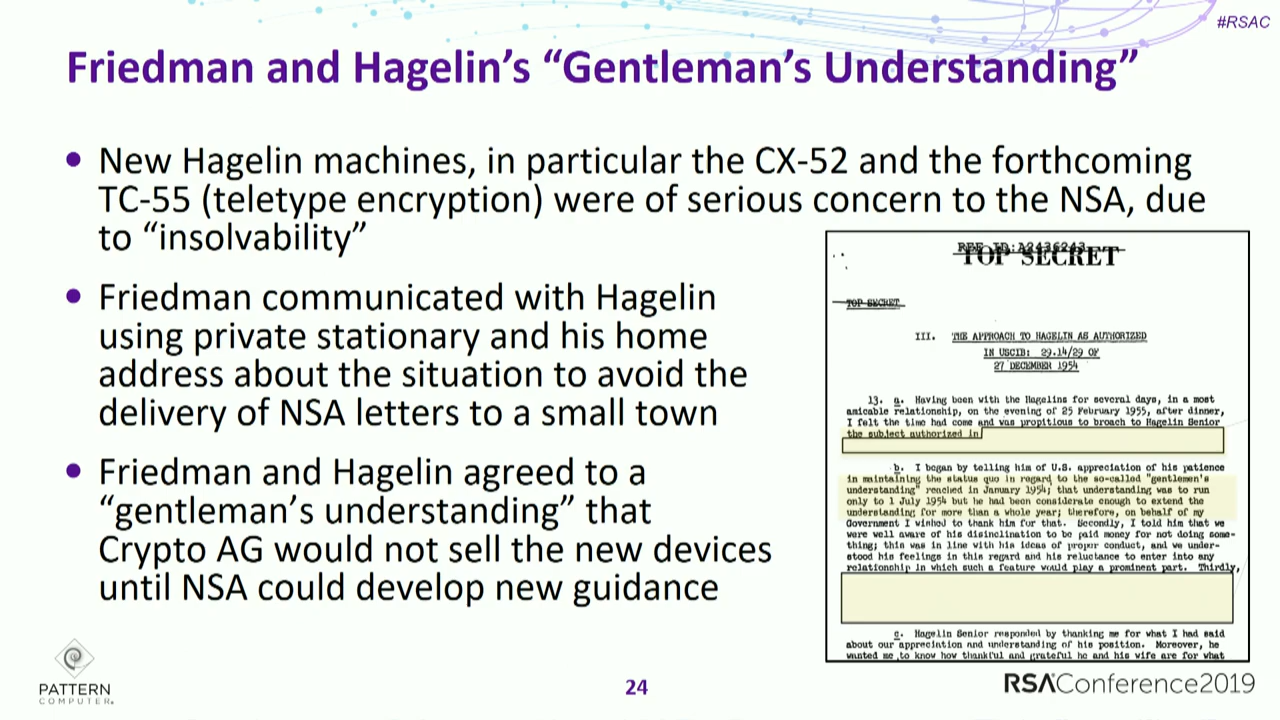 #RSAC
Friedman and Hagelin's “Gentleman's Understanding”
• New Hagelin machines, in particular the CX-52 and the forthcoming
TC-55 (teletype encryption) were of serious concern to the NSA, due
to “insolvability”
• Friedman communicated with Hagelin
using private stationary and his home
address about the situation to avoid the
delivery of NSA letters to a small town
• Friedman and Hagelin agreed to a
“gentleman's understanding” that
Crypto AG would not sell the new devices
until NSA could develop new guidance
REF ID:A2436243
TOP SECRET
TOP SECRET
III. THE APPROACH TO HAGELIN AS AUTHORIZED
IN USCIB: 29.14/29 OF
27 DECEMBER 1954
13. a. Having been with the Hagelins for several days, in a most
amicable relationship, on the evening of 25 February 1955, after dinner,
I felt the time had come and was propitious to broach to Hagelin Senior
the subject authorized in
b. I began by telling him of U.S. appreciation of his patience
in maintaining the status quo in regard to the so-called "gentlemen's
understanding" reached in January 1954; that understanding was to run
only to 1 July 1954 but he had been considerate enough to extend the
understanding for more than a whole year; therefore, on behalf of my
Government I wished to thank him for that. Secondly, I told him that we
were well aware of his disinclination to be paid money for not doing some-
thing; this was in line with his ideas of proper conduct, and we under-
stood his feelings in this regard and his reluctance to enter into any
relationship in which such a feature would play a prominent part. Thirdly,
c. Hagelin Senior responded by thanking me for what I had said
about our appreciation and understanding of his position. Moreover, he
wanted me to know how thankful and grateful he and his wife are for what
PATTERN
COMPUTER
24
RSAConference2019